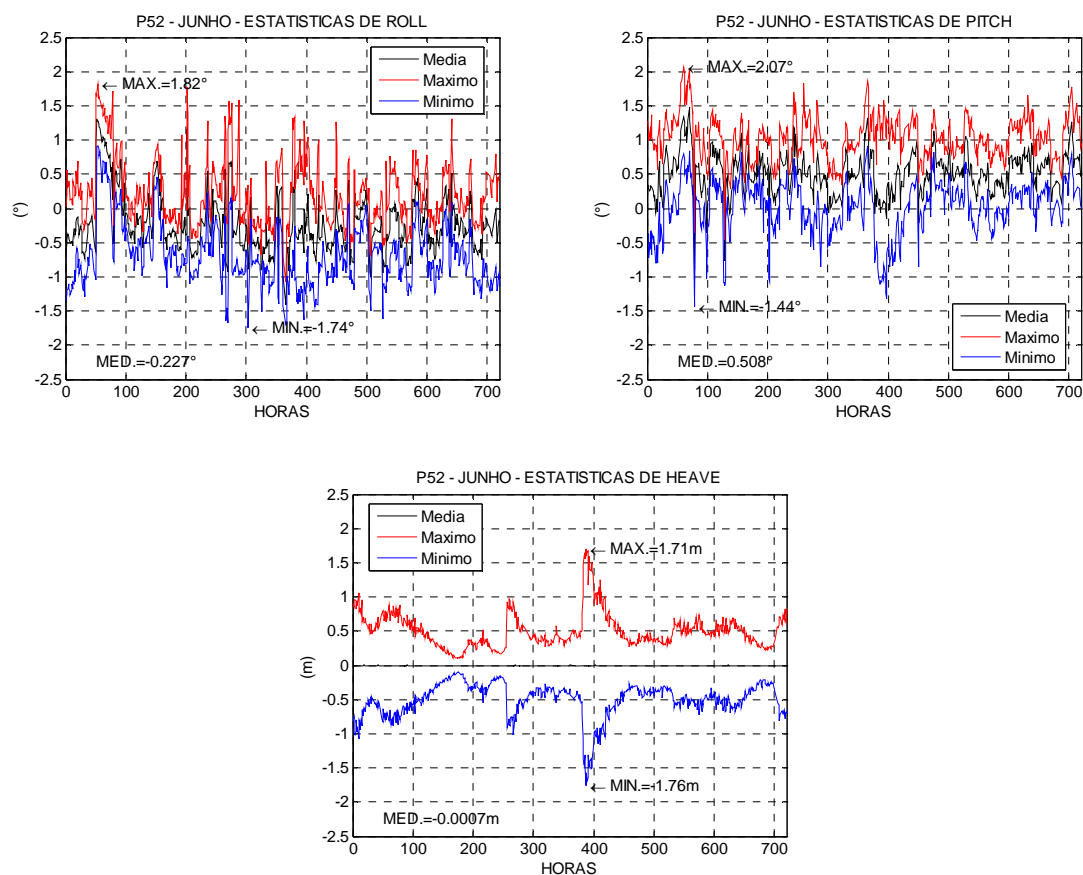 P52 - JUNHO - ESTATISTICAS DE ROLL
2.5
2
1.5
1
0.5
0
-0.5
-1
-1.5
-2
-2.5
(°)
← MAX.=1.82°
Media
Maximo
Minimo
← MIN.=-1.74°
MED.=-0.227°
0 100 200 300 400 500 600 700
HORAS
P52 - JUNHO - ESTATISTICAS DE PITCH
2.5
2
1.5
1
0.5
0
-0.5
-1
-1.5
-2
-2.5
(°)
← MAX.=2.07°
← MIN.=-1.44°
Media
Maximo
Minimo
MED.=0.508°
0 100 200 300 400 500 600 700
HORAS
P52 - JUNHO - ESTATISTICAS DE HEAVE
2.5
2
1.5
1
0.5
0
-0.5
-1
-1.5
-2
-2.5
(m)
Media
Maximo
Minimo
← MAX.=1.71m
← MIN.=-1.76m
MED.=-0.0007m
0 100 200 300 400 500 600 700
HORAS